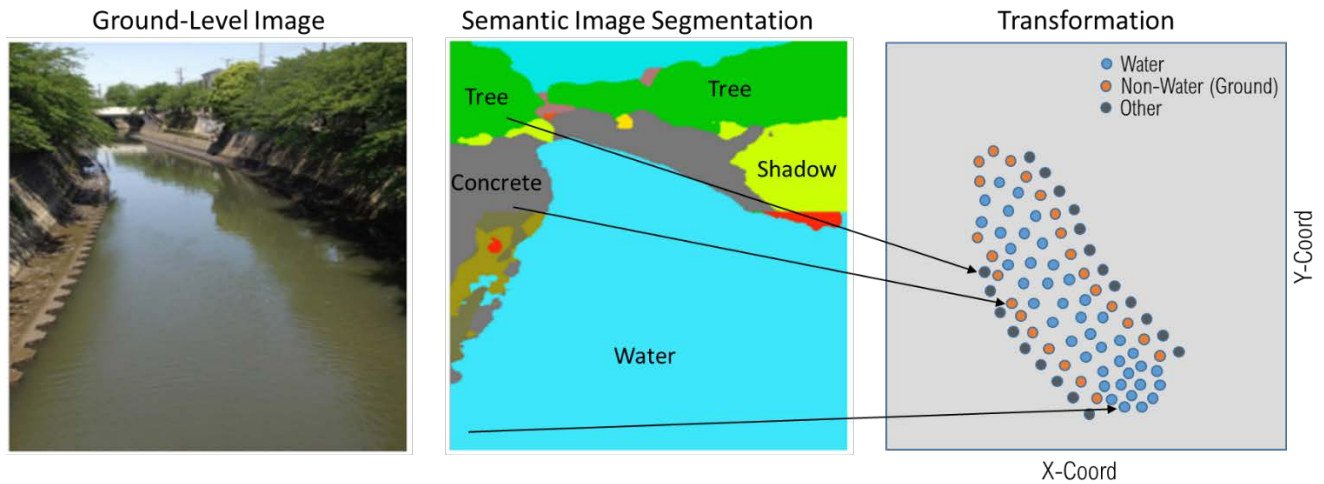 Ground-Level Image
Semantic Image Segmentation
Transformation
Tree
Tree
Shadow
Concrete
Water
Water
Non-Water (Ground)
Other
Y-Coord
X-Coord